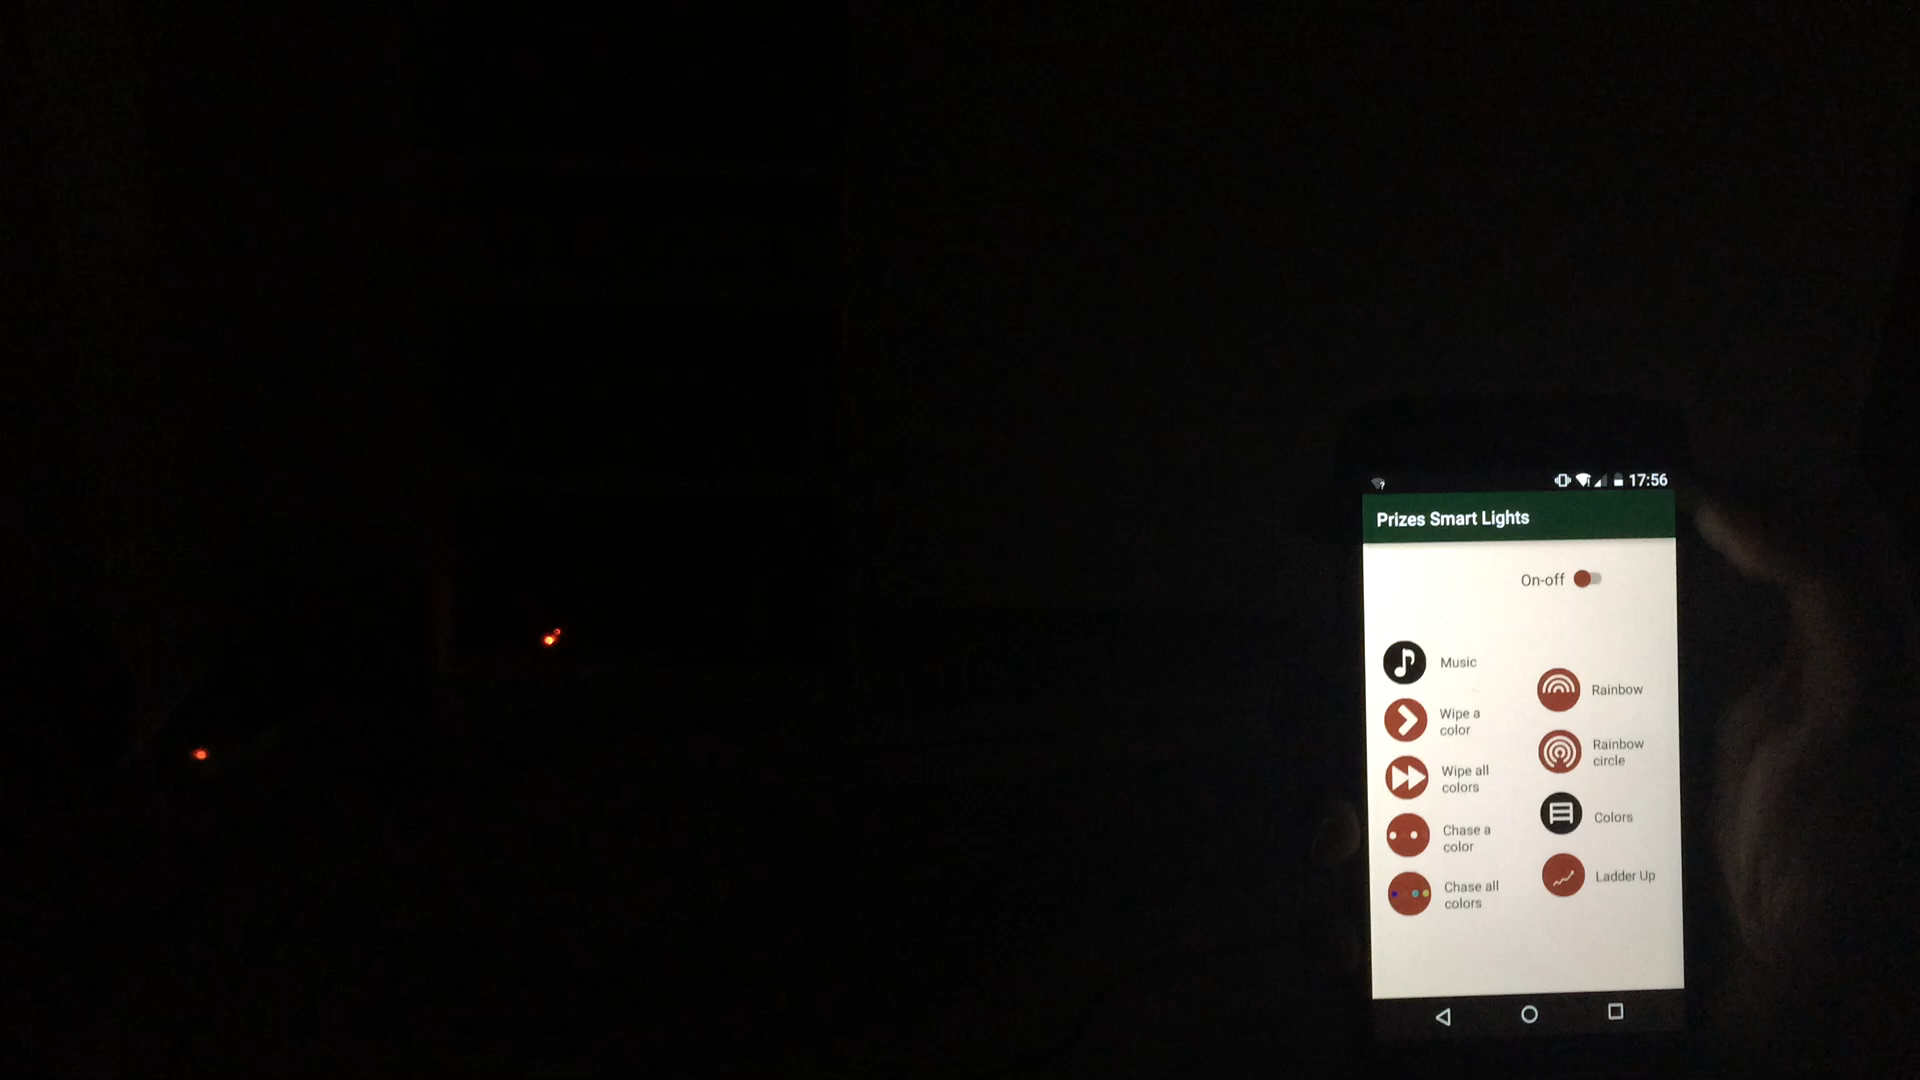 17:56
Prizes Smart Lights
On-off
Music
Wipe a
color
Wipe all
colors
Chase a
color
Chase all
colors
Rainbow
Rainbow
circle
Colors
Ladder Up